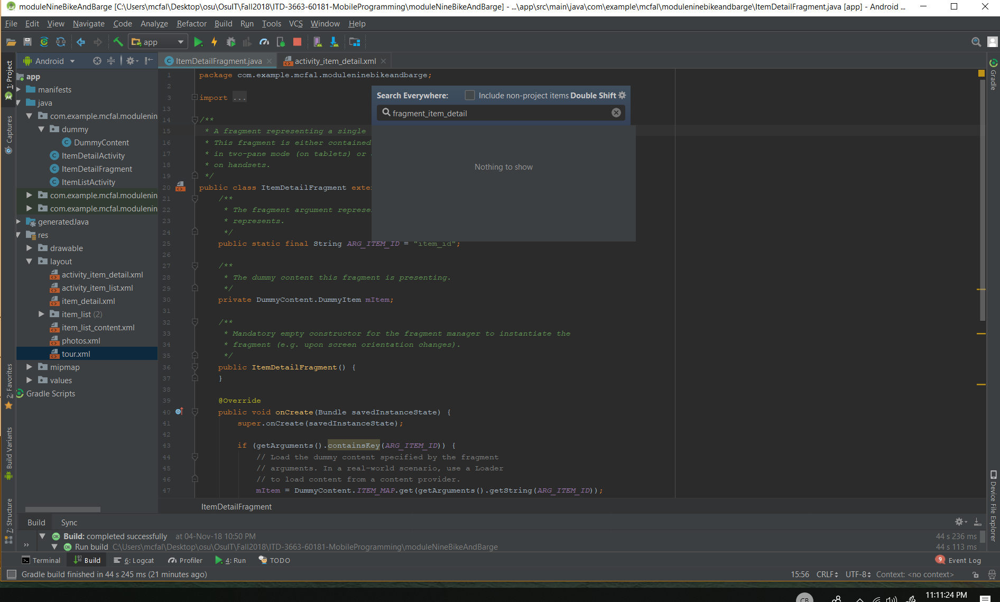 moduleNineBikeAndBarge [C:\Users\mcfal\Desktop\osu\OsuIT\Fall2018\ITD-3663-60181-MobileProgramming\moduleNineBikeAndBarge] - ...\app\src\main\java\com\example\mcfal\moduleninebikeandbarge\ItemDetailFragment.java [app] - Android ...
File Edit View Navigate Code Analyze Refactor Build Run Tools VCS Window Help
app
Android
ItemDetailFragment.java
activity_item_detail.xml
1: Project
Captures
2: Favorites
Build Variants
7: Structure
app
manifests
java
com.example.mcfal.modulenin
dummy
DummyContent
ItemDetailActivity
ItemDetailFragment
ItemListActivity
com.example.mcfal.modulenin
com.example.mcfal.modulenin
generatedJava
res
drawable
layout
activity_item_detail.xml
activity_item_list.xml
item_detail.xml
item_list (2)
item_list_content.xml
photos.xml
tour.xml
mipmap
values
Gradle Scripts
1 package com.example.mcfal.moduleninebikeandbarge;
2
3 import ...
13
14 /**
15 * A fragment representing a single
16 * This fragment is either contained
17 * in two-pane mode (on tablets) or
18 * on handsets.
19 */
20 public class ItemDetailFragment exten
21 /**
22 * The fragment argument represe
23 * represents.
24 */
25 public static final String ARG_ITEM_ID = "item_id";
26
27 /**
28 * The dummy content this fragment is presenting.
29 */
30 private DummyContent.DummyItem mItem;
31
32 /**
33 * Mandatory empty constructor for the fragment manager to instantiate the
34 * fragment (e.g. upon screen orientation changes).
35 */
36 public ItemDetailFragment() {
37 }
38
39 @Override
40 public void onCreate(Bundle savedInstanceState) {
41 super.onCreate(savedInstanceState);
42
43 if (getArguments().containsKey(ARG_ITEM_ID)) {
44 // Load the dummy content specified by the fragment
45 // arguments. In a real-world scenario, use a Loader
46 // to load content from a content provider.
47 mItem = DummyContent.ITEM_MAP.get(getArguments().getString(ARG_ITEM_ID));
Search Everywhere: Include non-project items Double Shift
fragment_item_detail
Nothing to show
Gradle
Device File Explorer
ItemDetailFragment
Build Sync
OK Build: completed successfully at 04-Nov-18 10:50 PM 44 s 236 ms
OK Run build C:\Users\mcfal\Desktop\osu\OsuIT\Fall2018\ITD-3663-60181-MobileProgramming\moduleNineBikeAndBarge 44 s 113 ms
»
Terminal Build 6: Logcat Profiler 4: Run TODO 9 Event Log
Gradle build finished in 44 s 245 ms (21 minutes ago) 15:56 CRLF UTF-8 Context: <no context>
CB
11:11:24 PM